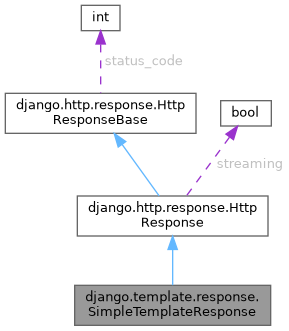 int
status_code
django.http.response.Http
ResponseBase
bool
streaming
django.http.response.Http
Response
django.template.response.
SimpleTemplateResponse